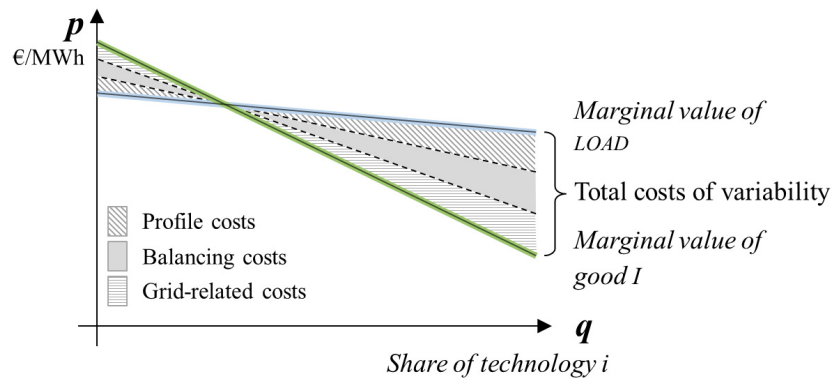 p
€/MWh
Marginal value of
LOAD
Total costs of variability
Profile costs
Balancing costs
Grid-related costs
Marginal value of
good I
q
Share of technology i